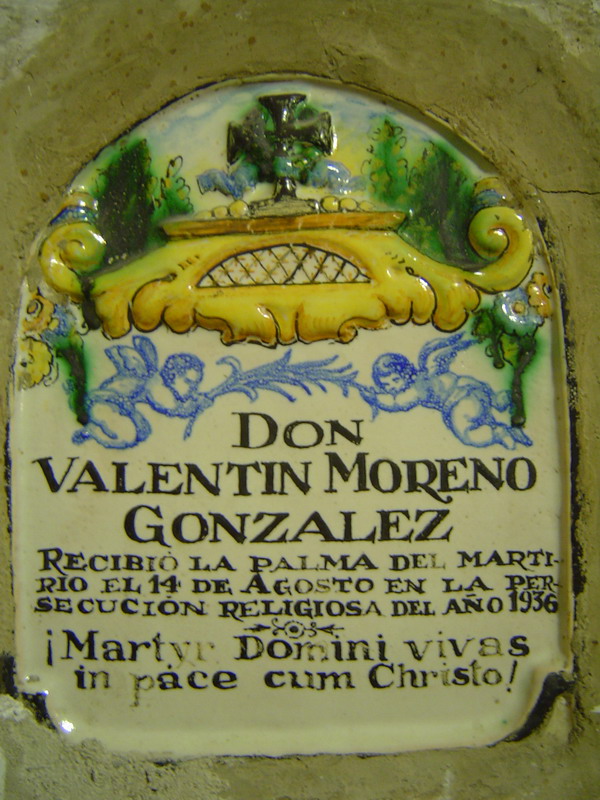 DON
VALENTIN MORENO
GONZALEZ
RECIBIÓ LA PALMA DEL MARTI-
RIO EL 14 DE AGOSTO EN LA PER-
SECUCIÓN RELIGIOSA DEL AÑO 1936
¡Martyr Domini vivas
in pace cum Christo!